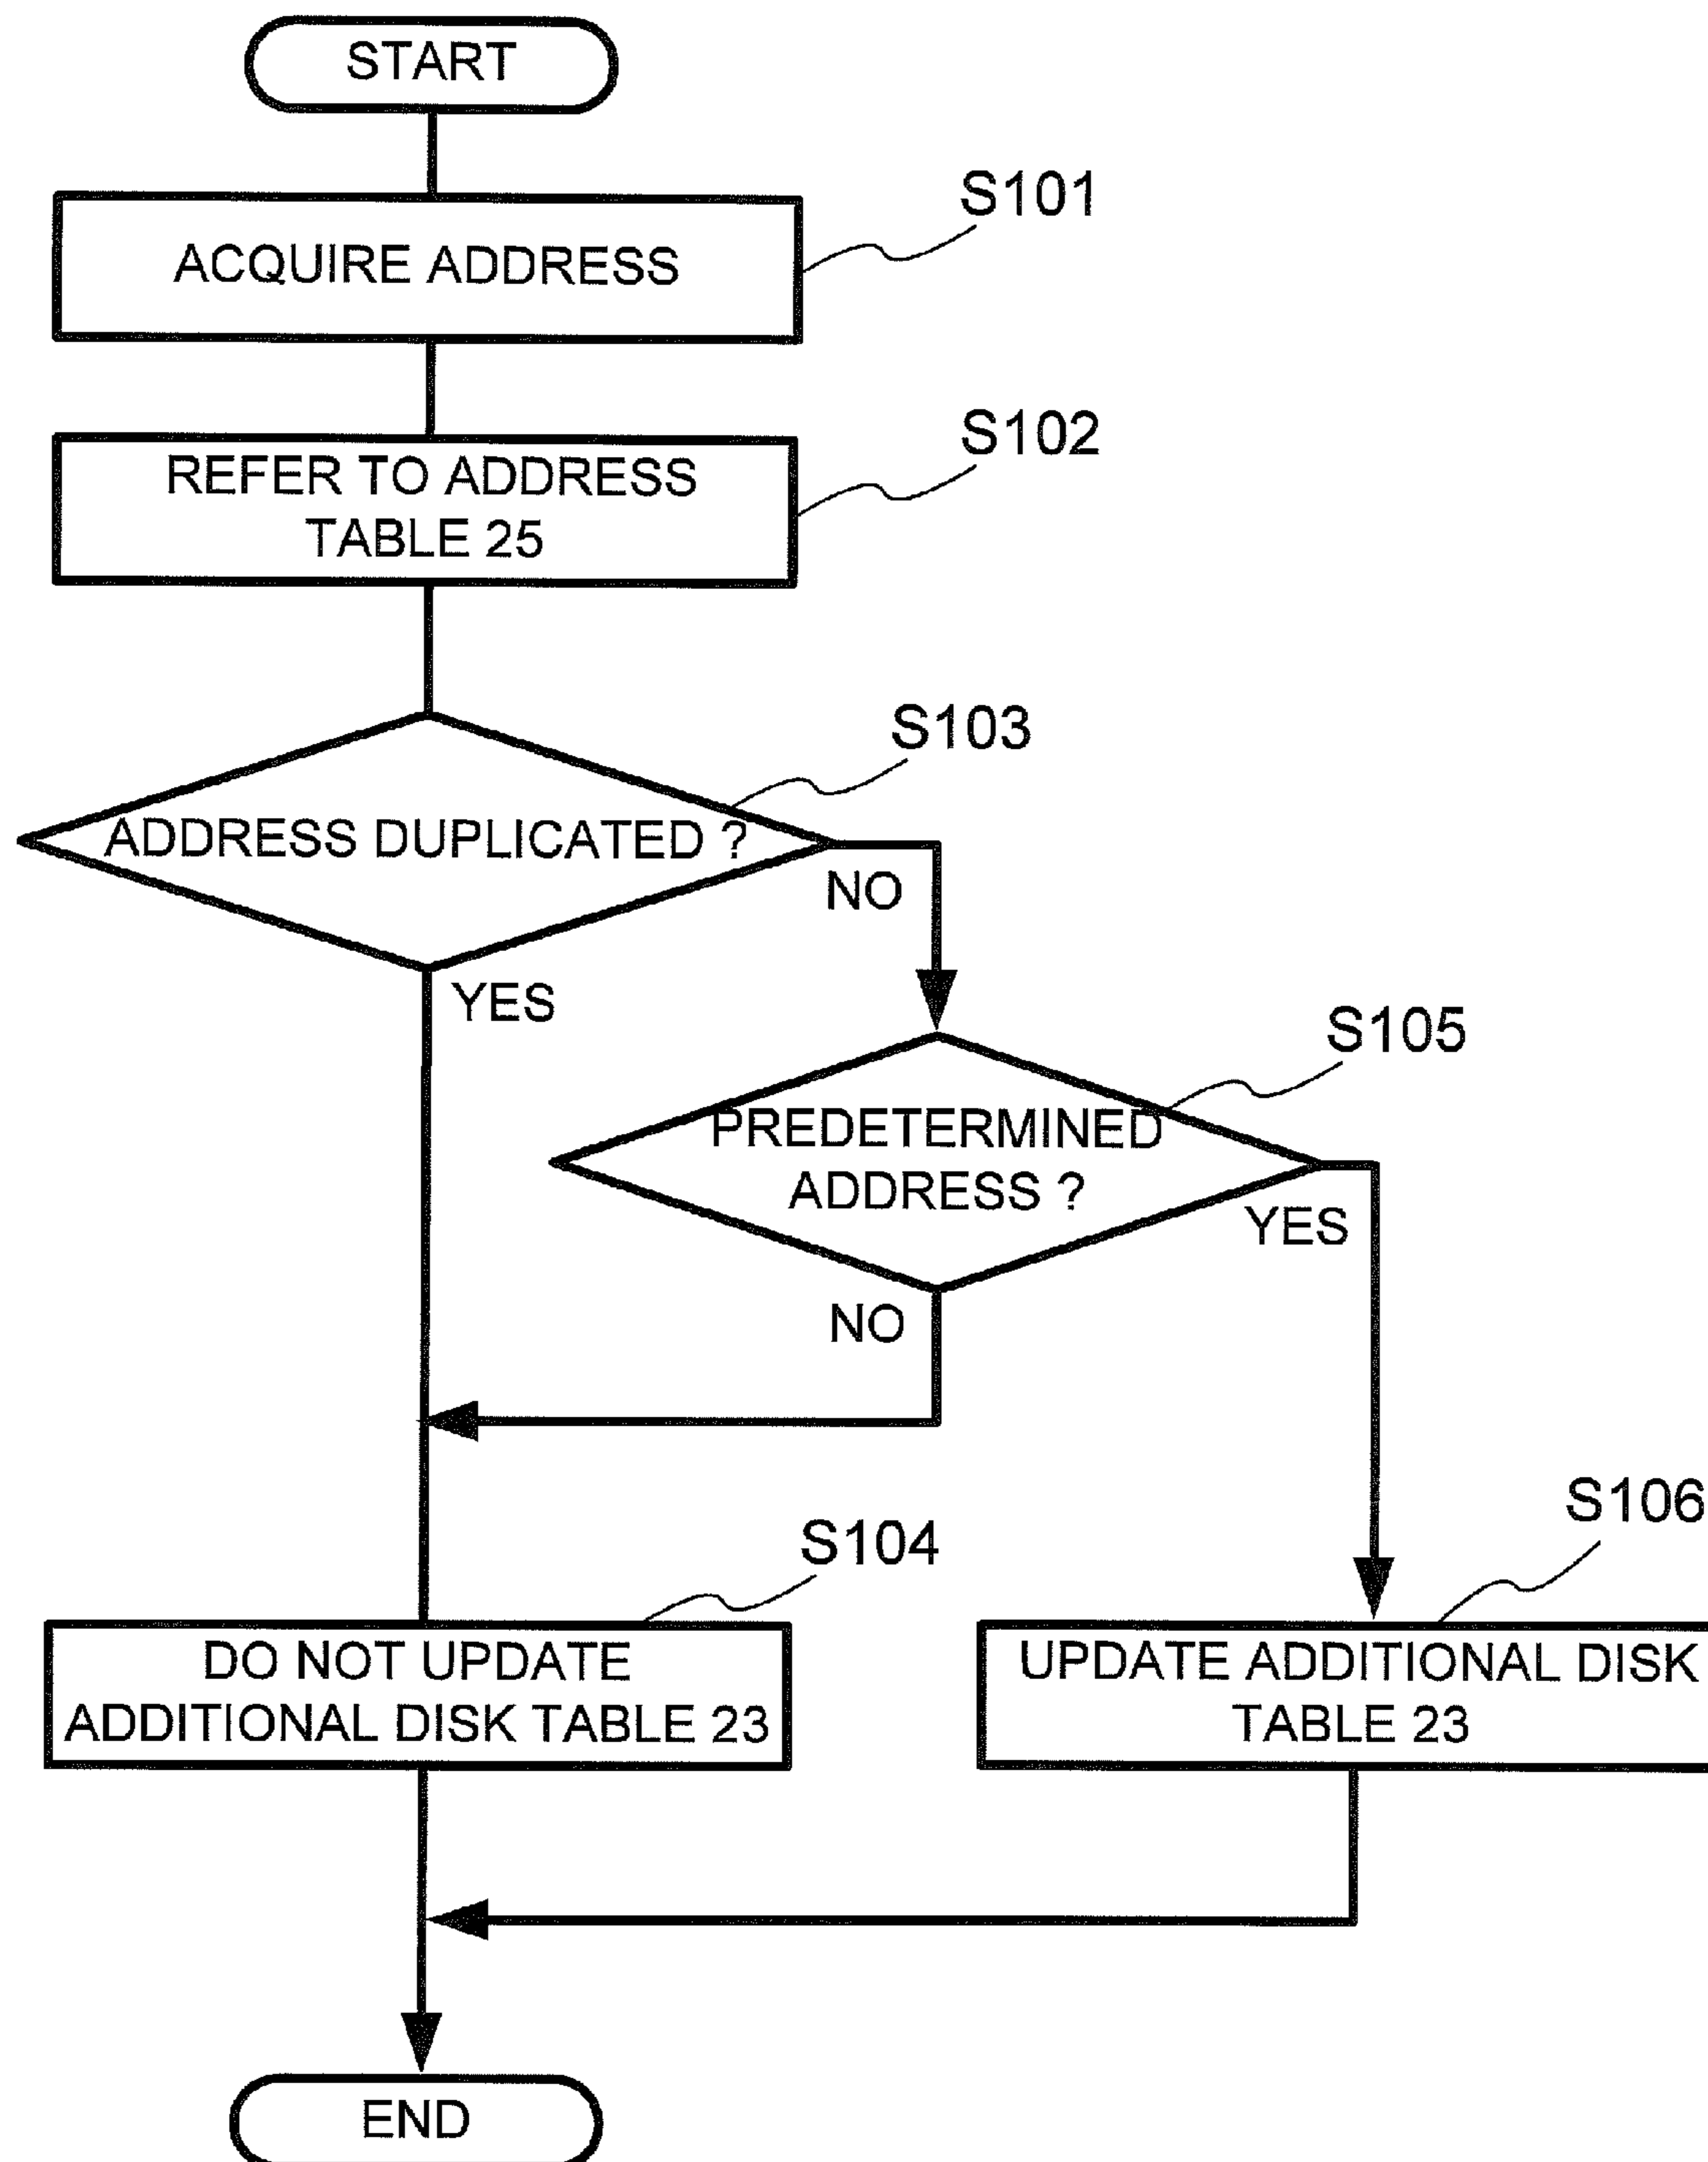 START
S101
ACQUIRE ADDRESS
S102
REFER TO ADDRESS
TABLE 25
S103
ADDRESS DUPLICATED ?
NO
YES
S105
PREDETERMINED
ADDRESS ?
YES
NO
S106
S104
DO NOT UPDATE
ADDITIONAL DISK TABLE 23
UPDATE ADDITIONAL DISK
TABLE 23
END